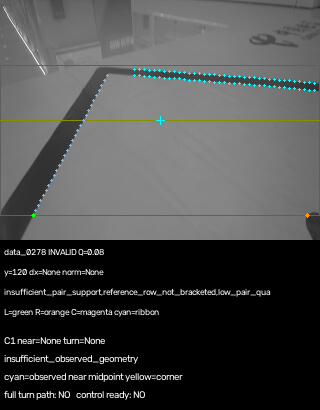 data_0278 INVALID Q=0.08
y=120 dx=None norm=None
insufficient_pair_support,reference_row_not_bracketed,low_pair_qua
L=green R=orange C=magenta cyan=ribbon
C1 near=None turn=None
insufficient_observed_geometry
cyan=observed near midpoint yellow=corner
full turn path: NO control ready: NO